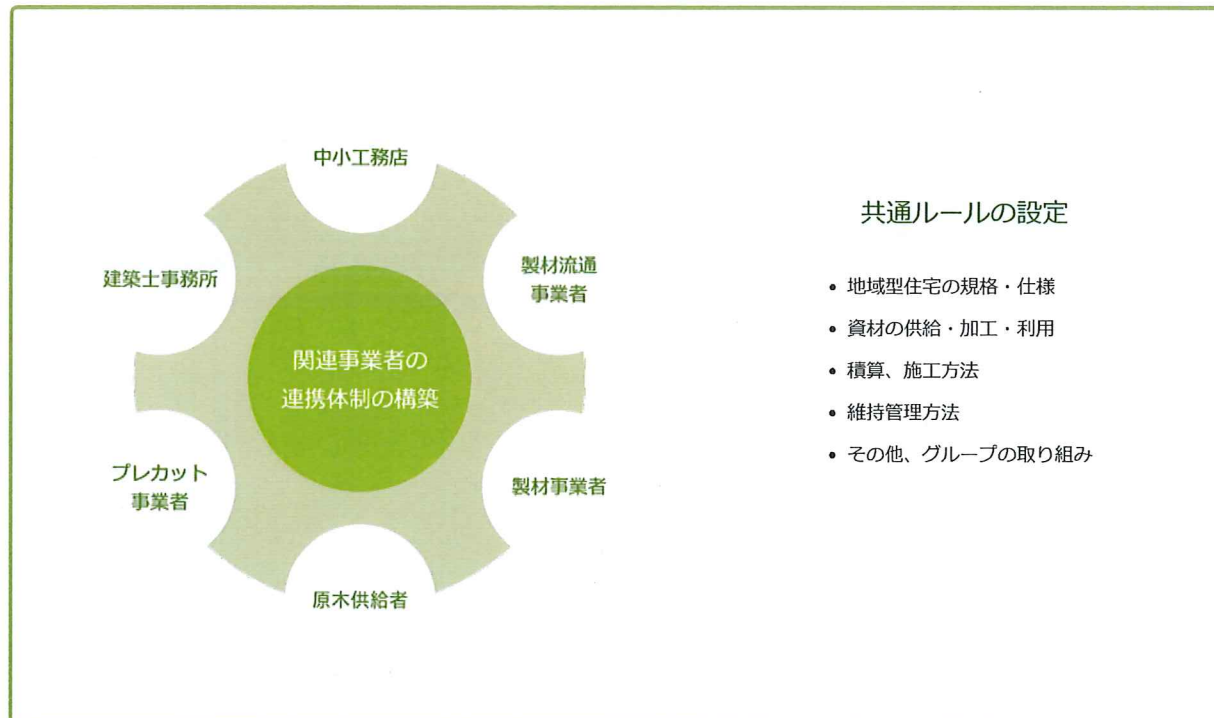 中小工務店
建築士事務所
製材流通
事業者
関連事業者の
連携体制の構築
プレカット
事業者
製材事業者
原木供給者
共通ルールの設定
• 地域型住宅の規格・仕様
• 資材の供給・加工・利用
• 積算、施工方法
• 維持管理方法
• その他、グループの取り組み